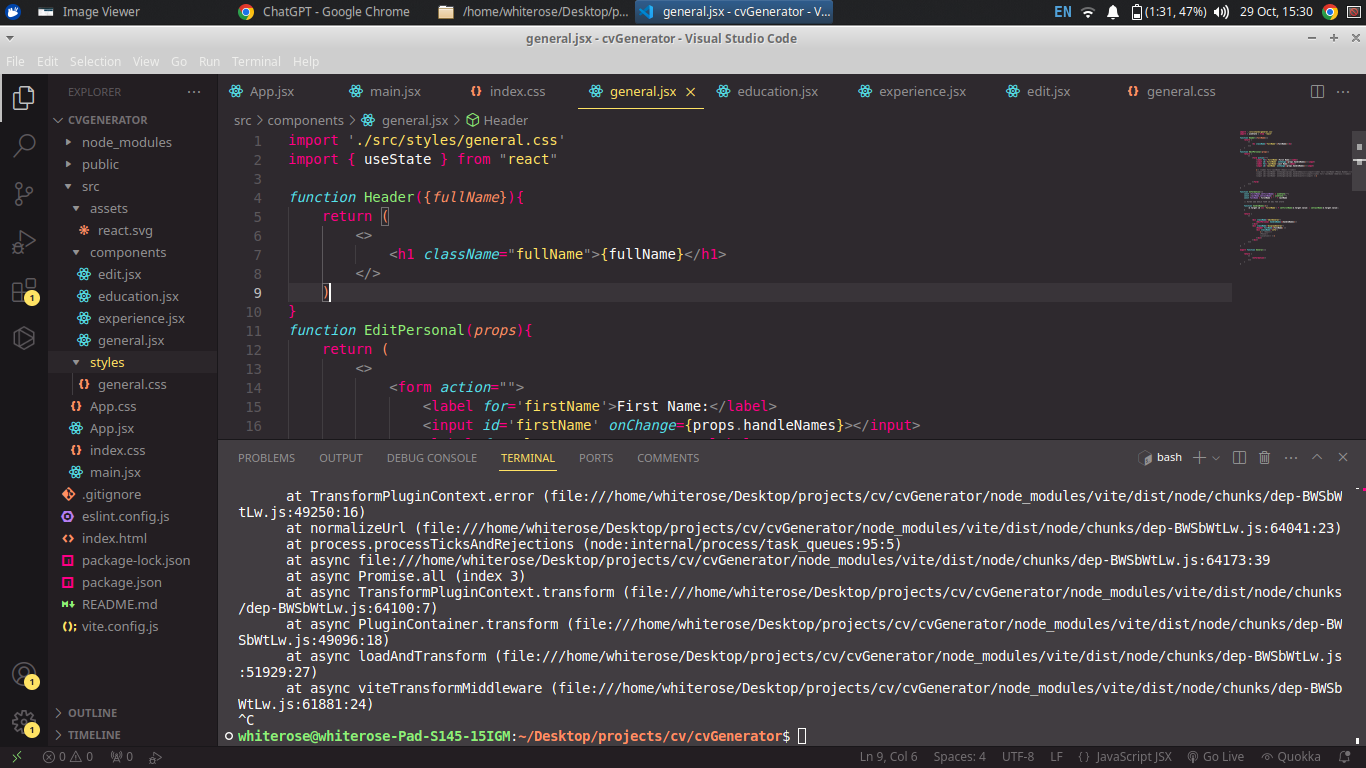 Image Viewer
ChatGPT - Google Chrome
/home/whiterose/Desktop/p...
general.jsx - cvGenerator - V...
EN
(1:31, 47%)
29 Oct, 15:30
general.jsx - cvGenerator - Visual Studio Code
File Edit Selection View Go Run Terminal Help
EXPLORER
App.jsx
main.jsx
index.css
general.jsx
education.jsx
experience.jsx
edit.jsx
general.css
src > components > general.jsx > Header
CVGENERATOR
node_modules
public
src
assets
react.svg
components
edit.jsx
education.jsx
experience.jsx
general.jsx
styles
general.css
App.css
App.jsx
index.css
main.jsx
.gitignore
eslint.config.js
index.html
package-lock.json
package.json
README.md
vite.config.js
OUTLINE
TIMELINE
1
1
1
1 import './src/styles/general.css'
2 import { useState } from "react"
3
4 function Header({fullName}){
5 return (
6 <>
7 <h1 className="fullName">{fullName}</h1>
8 </>
9 )
10 }
11 function EditPersonal(props){
12 return (
13 <>
14 <form action="">
15 <label for='firstName'>First Name:</label>
16 <input id='firstName' onChange={props.handleNames}></input>
PROBLEMS OUTPUT DEBUG CONSOLE TERMINAL PORTS COMMENTS
bash
at TransformPluginContext.error (file:///home/whiterose/Desktop/projects/cv/cvGenerator/node_modules/vite/dist/node/chunks/dep-BWSbW
tLw.js:49250:16)
at normalizeUrl (file:///home/whiterose/Desktop/projects/cv/cvGenerator/node_modules/vite/dist/node/chunks/dep-BWSbWtLw.js:64041:23)
at process.processTicksAndRejections (node:internal/process/task_queues:95:5)
at async file:///home/whiterose/Desktop/projects/cv/cvGenerator/node_modules/vite/dist/node/chunks/dep-BWSbWtLw.js:64173:39
at async Promise.all (index 3)
at async TransformPluginContext.transform (file:///home/whiterose/Desktop/projects/cv/cvGenerator/node_modules/vite/dist/node/chunks
/dep-BWSbWtLw.js:64100:7)
at async PluginContainer.transform (file:///home/whiterose/Desktop/projects/cv/cvGenerator/node_modules/vite/dist/node/chunks/dep-BW
SbWtLw.js:49096:18)
at async loadAndTransform (file:///home/whiterose/Desktop/projects/cv/cvGenerator/node_modules/vite/dist/node/chunks/dep-BWSbWtLw.js
:51929:27)
at async viteTransformMiddleware (file:///home/whiterose/Desktop/projects/cv/cvGenerator/node_modules/vite/dist/node/chunks/dep-BWSb
WtLw.js:61881:24)
^C
whiterose@whiterose-Pad-S145-15IGM:~/Desktop/projects/cv/cvGenerator$
0 0 0
Ln 9, Col 6
Spaces: 4
UTF-8
LF
{} JavaScript JSX
Go Live
Quokka